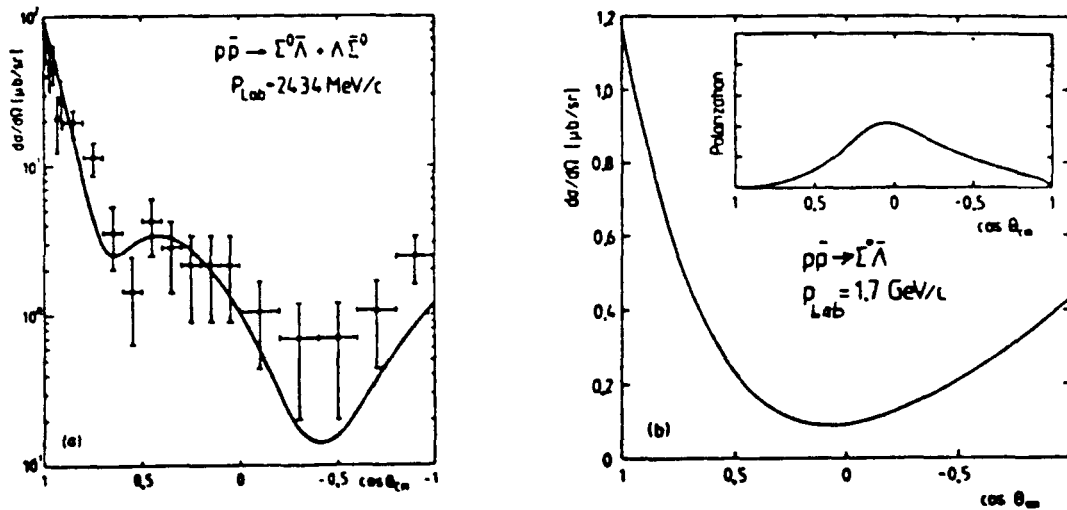 10²
pp̄ → Σ⁰Λ̄ + ΛΣ̄⁰
P_Lab = 2434 MeV/c
dσ/dΩ [μb/sr]
10¹
10⁰
10¹
(a)
1
0,5
0
-0,5
cos θ_cm
-1
1,2
1,0
0,8
0,6
0,4
0,2
0
dσ/dΩ [μb/sr]
Polarization
1
0,5
0
-0,5
1
cos θ_cm
pp̄ → Σ⁰Λ̄
p_Lab = 1.7 GeV/c
(b)
1
0,5
0
-0,5
cos θ_cm